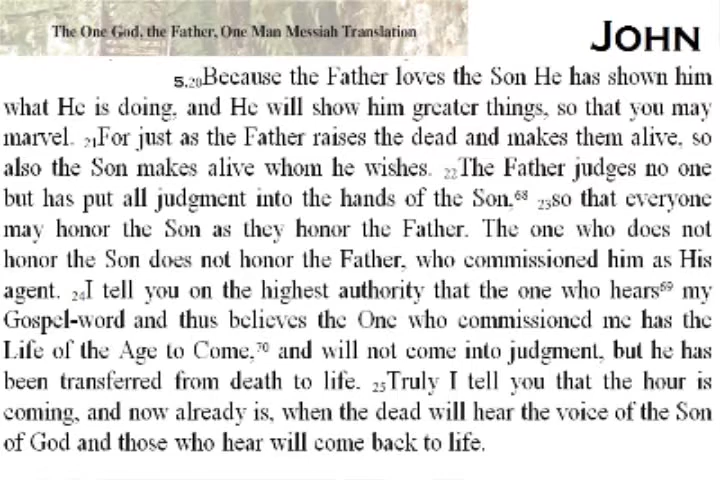 The One God, the Father, One Man Messiah Translation
JOHN
5.20Because the Father loves the Son He has shown him
what He is doing, and He will show him greater things, so that you may
marvel. 21For just as the Father raises the dead and makes them alive, so
also the Son makes alive whom he wishes. 22The Father judges no one
but has put all judgment into the hands of the Son,68 23so that everyone
may honor the Son as they honor the Father. The one who does not
honor the Son does not honor the Father, who commissioned him as His
agent. 24I tell you on the highest authority that the one who hears69 my
Gospel-word and thus believes the One who commissioned me has the
Life of the Age to Come,70 and will not come into judgment, but he has
been transferred from death to life. 25Truly I tell you that the hour is
coming, and now already is, when the dead will hear the voice of the Son
of God and those who hear will come back to life.